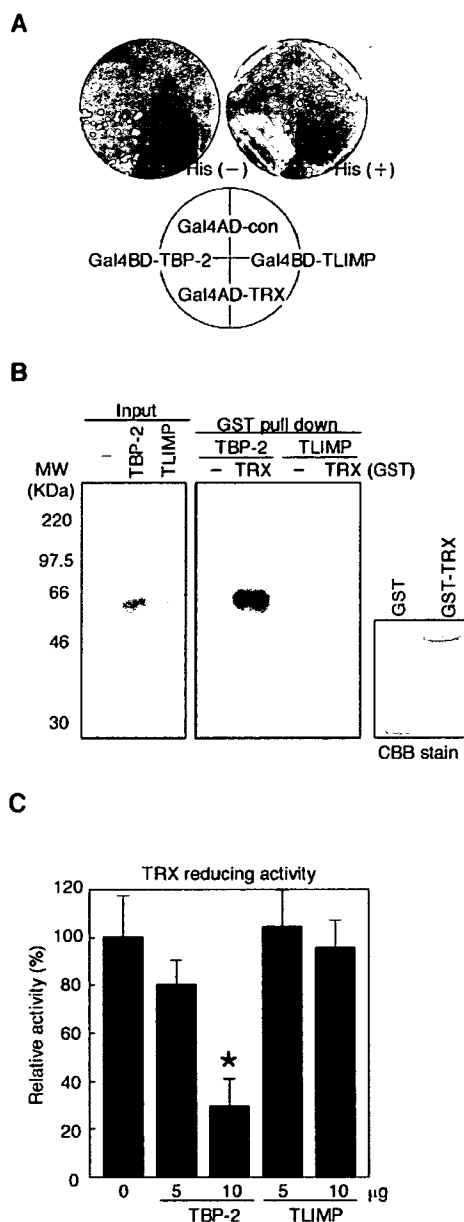 A
His (−) His (+)
Gal4AD-con
Gal4BD-TBP-2 Gal4BD-TLIMP
Gal4AD-TRX
B
Input
GST pull down
− TBP-2 TLIMP
TBP-2 TLIMP
MW
(KDa)
− TRX − TRX (GST)
220
97.5
66
46
30
GST GST-TRX
CBB stain
C
TRX reducing activity
Relative activity (%)
120
100
80
60
40
20
0
★
0 5 10 5 10 μg
TBP-2 TLIMP